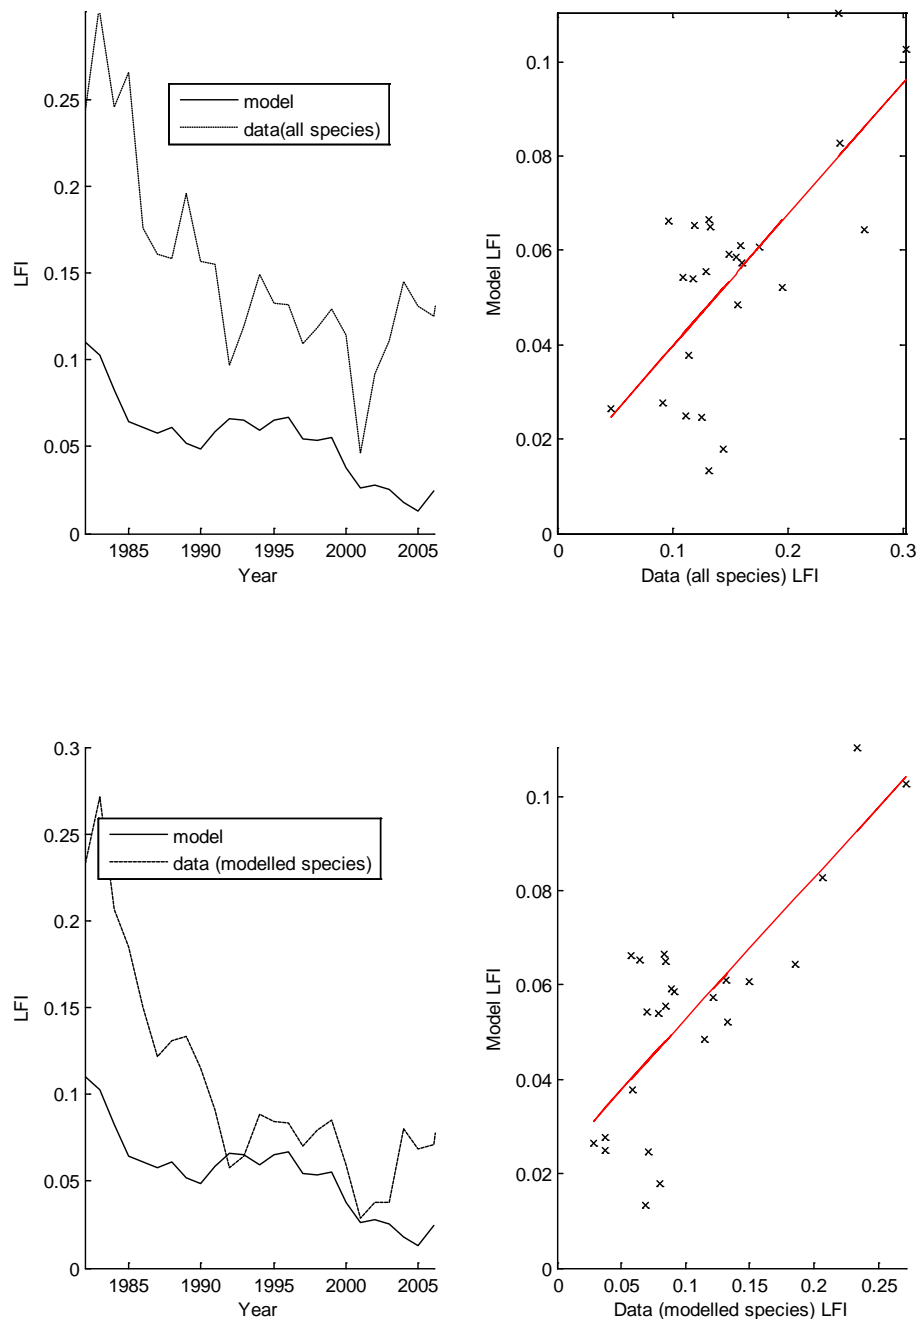 0.25
0.2
0.15
0.1
0.05
0
LFI
model
data(all species)
1985 1990 1995 2000 2005
Year
0.1
0.08
0.06
0.04
0.02
0
Model LFI
0 0.1 0.2 0.3
Data (all species) LFI
0.3
0.25
0.2
0.15
0.1
0.05
0
LFI
model
data (modelled species)
1985 1990 1995 2000 2005
Year
0.1
0.08
0.06
0.04
0.02
0
Model LFI
0 0.05 0.1 0.15 0.2 0.25
Data (modelled species) LFI